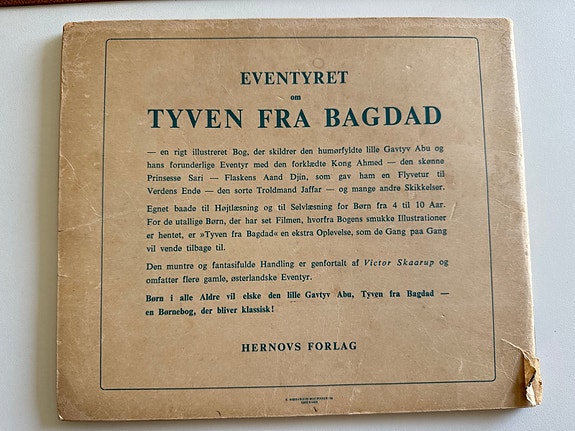 EVENTYRET
om
TYVEN FRA BAGDAD
— en rigt illustreret Bog, der skildrer den humørfyldte lille Gavtyv Abu og
hans forunderlige Eventyr med den forklædte Kong Ahmed — den skønne
Prinsesse Sari — Flaskens Aand Djin, som gav ham en Flyvetur til
Verdens Ende — den sorte Troldmand Jaffar — og mange andre Skikkelser.
Egnet baade til Højtlæsning og til Selvlæsning for Børn fra 4 til 10 Aar.
For de utallige Børn, der har set Filmen, hvorfra Bogens smukke Illustrationer
er hentet, er »Tyven fra Bagdad« en ekstra Oplevelse, som de Gang paa Gang
vil vende tilbage til.
Den muntre og fantasifulde Handling er genfortalt af Victor Skaarup og
omfatter flere gamle, østerlandske Eventyr.
Børn i alle Aldre vil elske den lille Gavtyv Abu, Tyven fra Bagdad —
en Børnebog, der bliver klassisk!
HERNOVS FORLAG